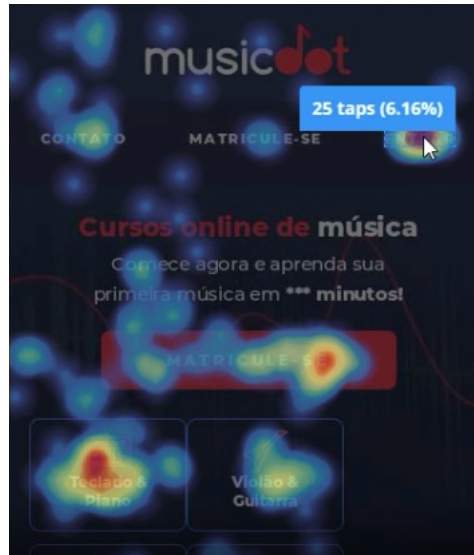 musicdot
25 taps (6.16%)
CONTATO MATRICULE-SE
Cursos online de música
Comece agora e aprenda sua
primeira música em *** minutos!
MATRICULE-SE
Teclado & Violão &
Piano Guitarra